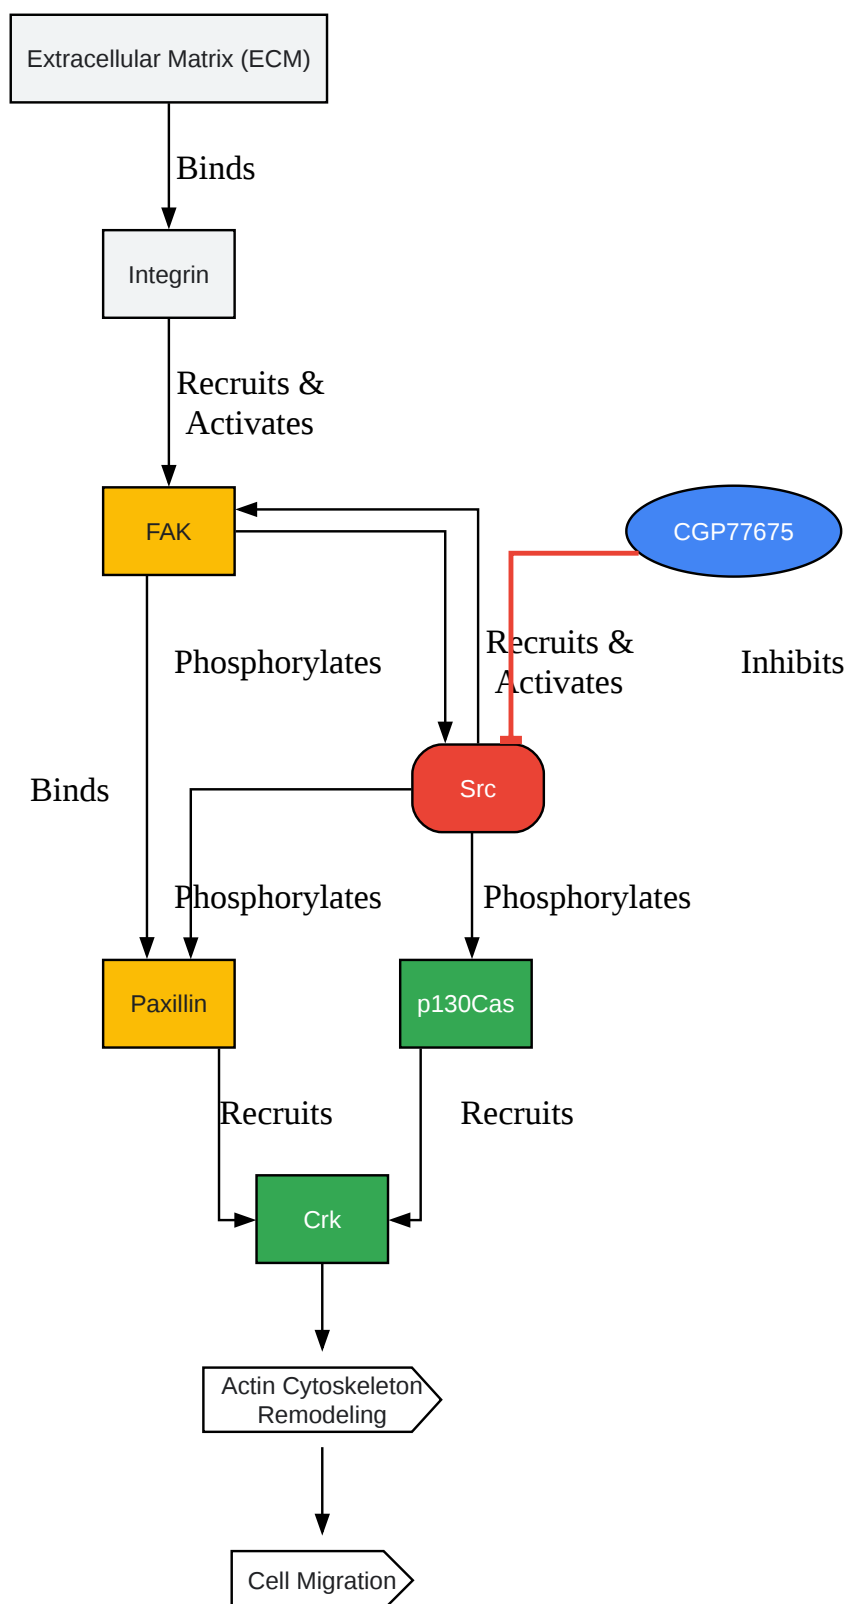 Extracellular Matrix (ECM)
Binds
Integrin
Recruits &
Activates
FAK
CGP77675
Phosphorylates
Recruits &
Activates
Inhibits
Binds
Src
Phosphorylates
Phosphorylates
Paxillin
p130Cas
Recruits
Recruits
Crk
Actin Cytoskeleton
Remodeling
Cell Migration